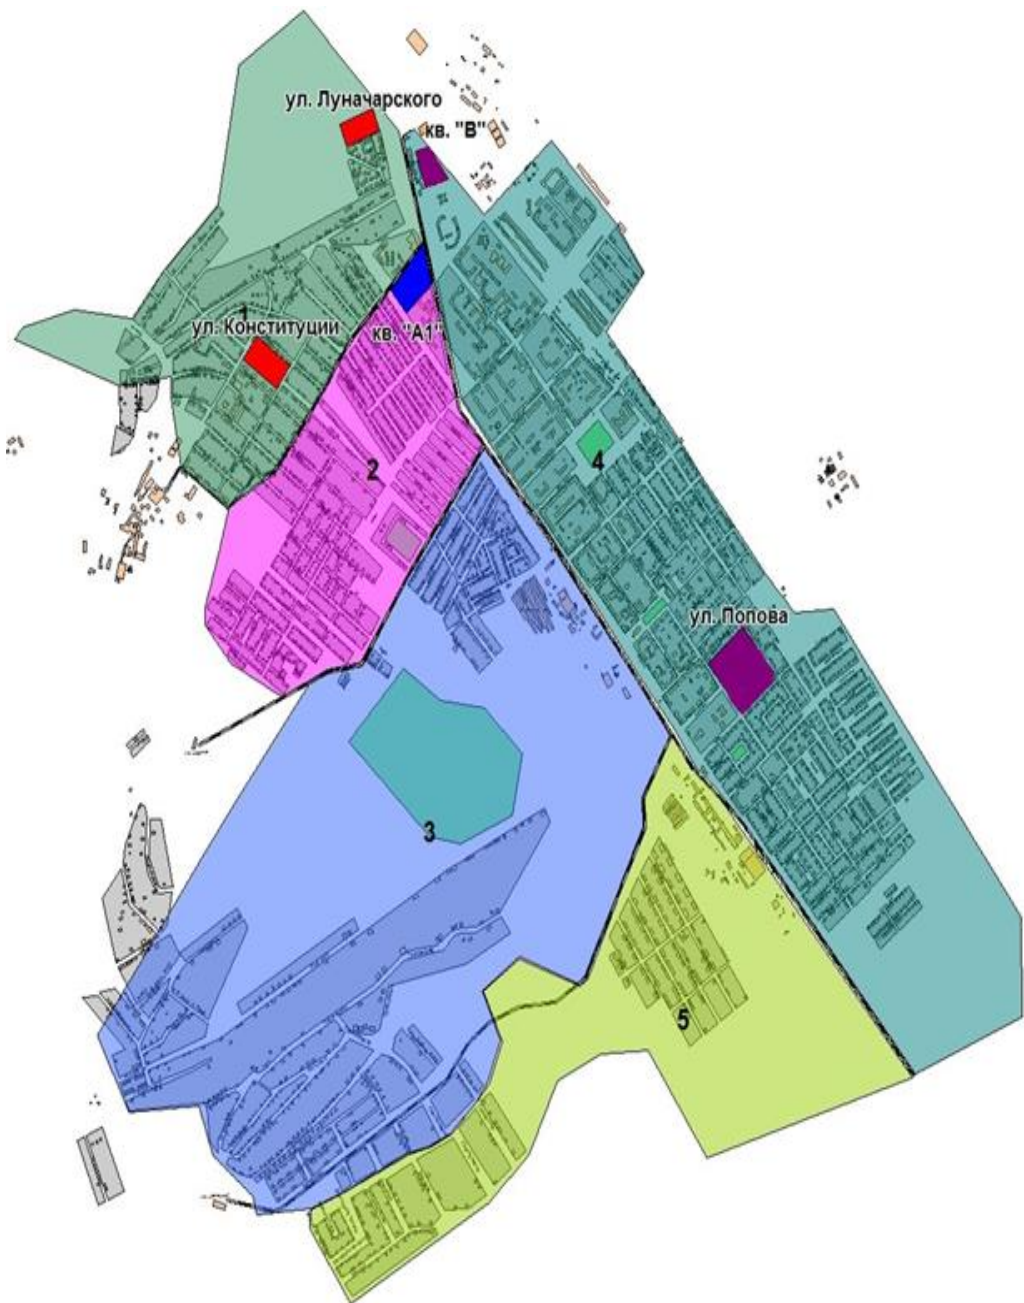 ул. Луначарского
кв. "В"
1
ул. Конституции
кв. "А1"
2
4
ул. Попова
3
5